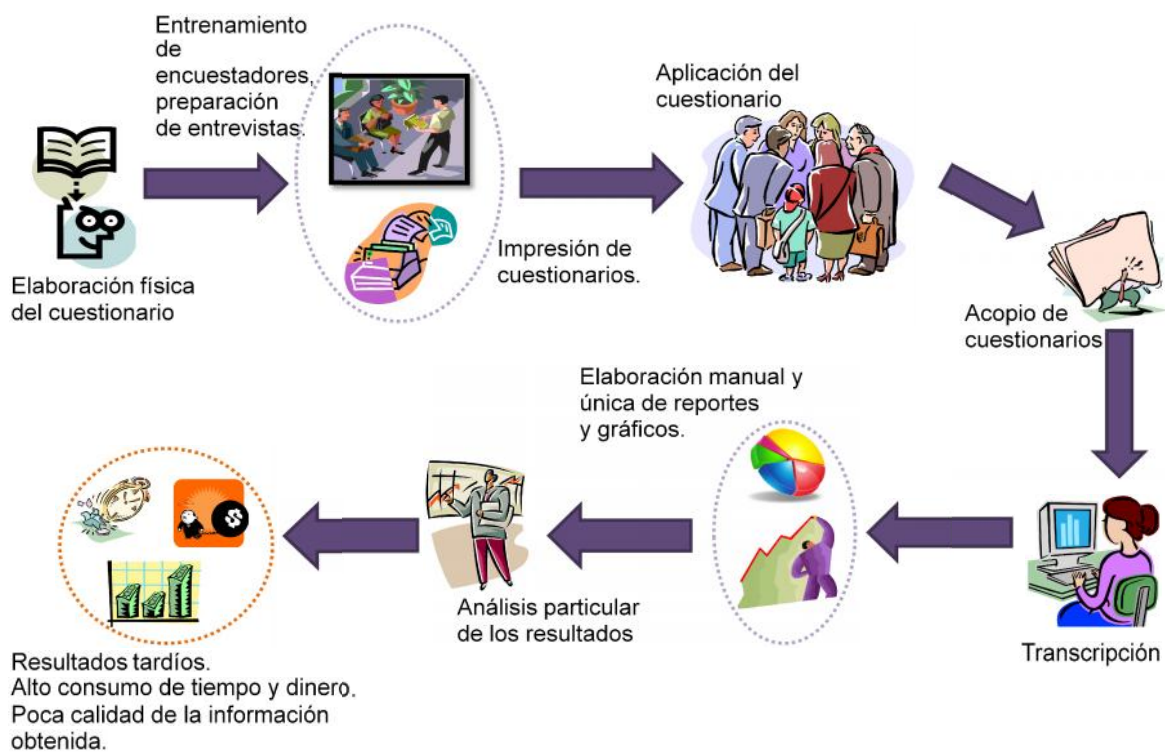 Entrenamiento
de
encuestadores,
preparación
de entrevistas.
Elaboración física
del cuestionario
Impresión de
cuestionarios.
Aplicación del
cuestionario
Acopio de
cuestionarios
Transcripción
Elaboración manual y
única de reportes
y gráficos.
Análisis particular
de los resultados
$
Resultados tardíos.
Alto consumo de tiempo y dinero.
Poca calidad de la información
obtenida.